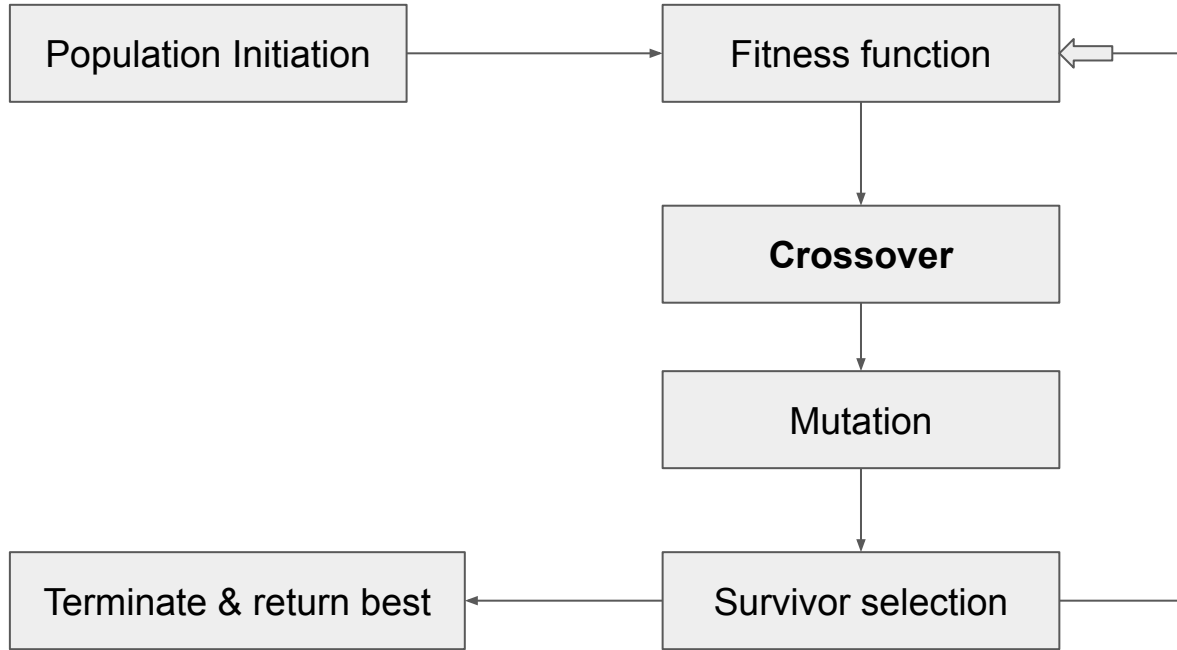 Population Initiation
Fitness function
Crossover
Mutation
Survivor selection
Terminate & return best